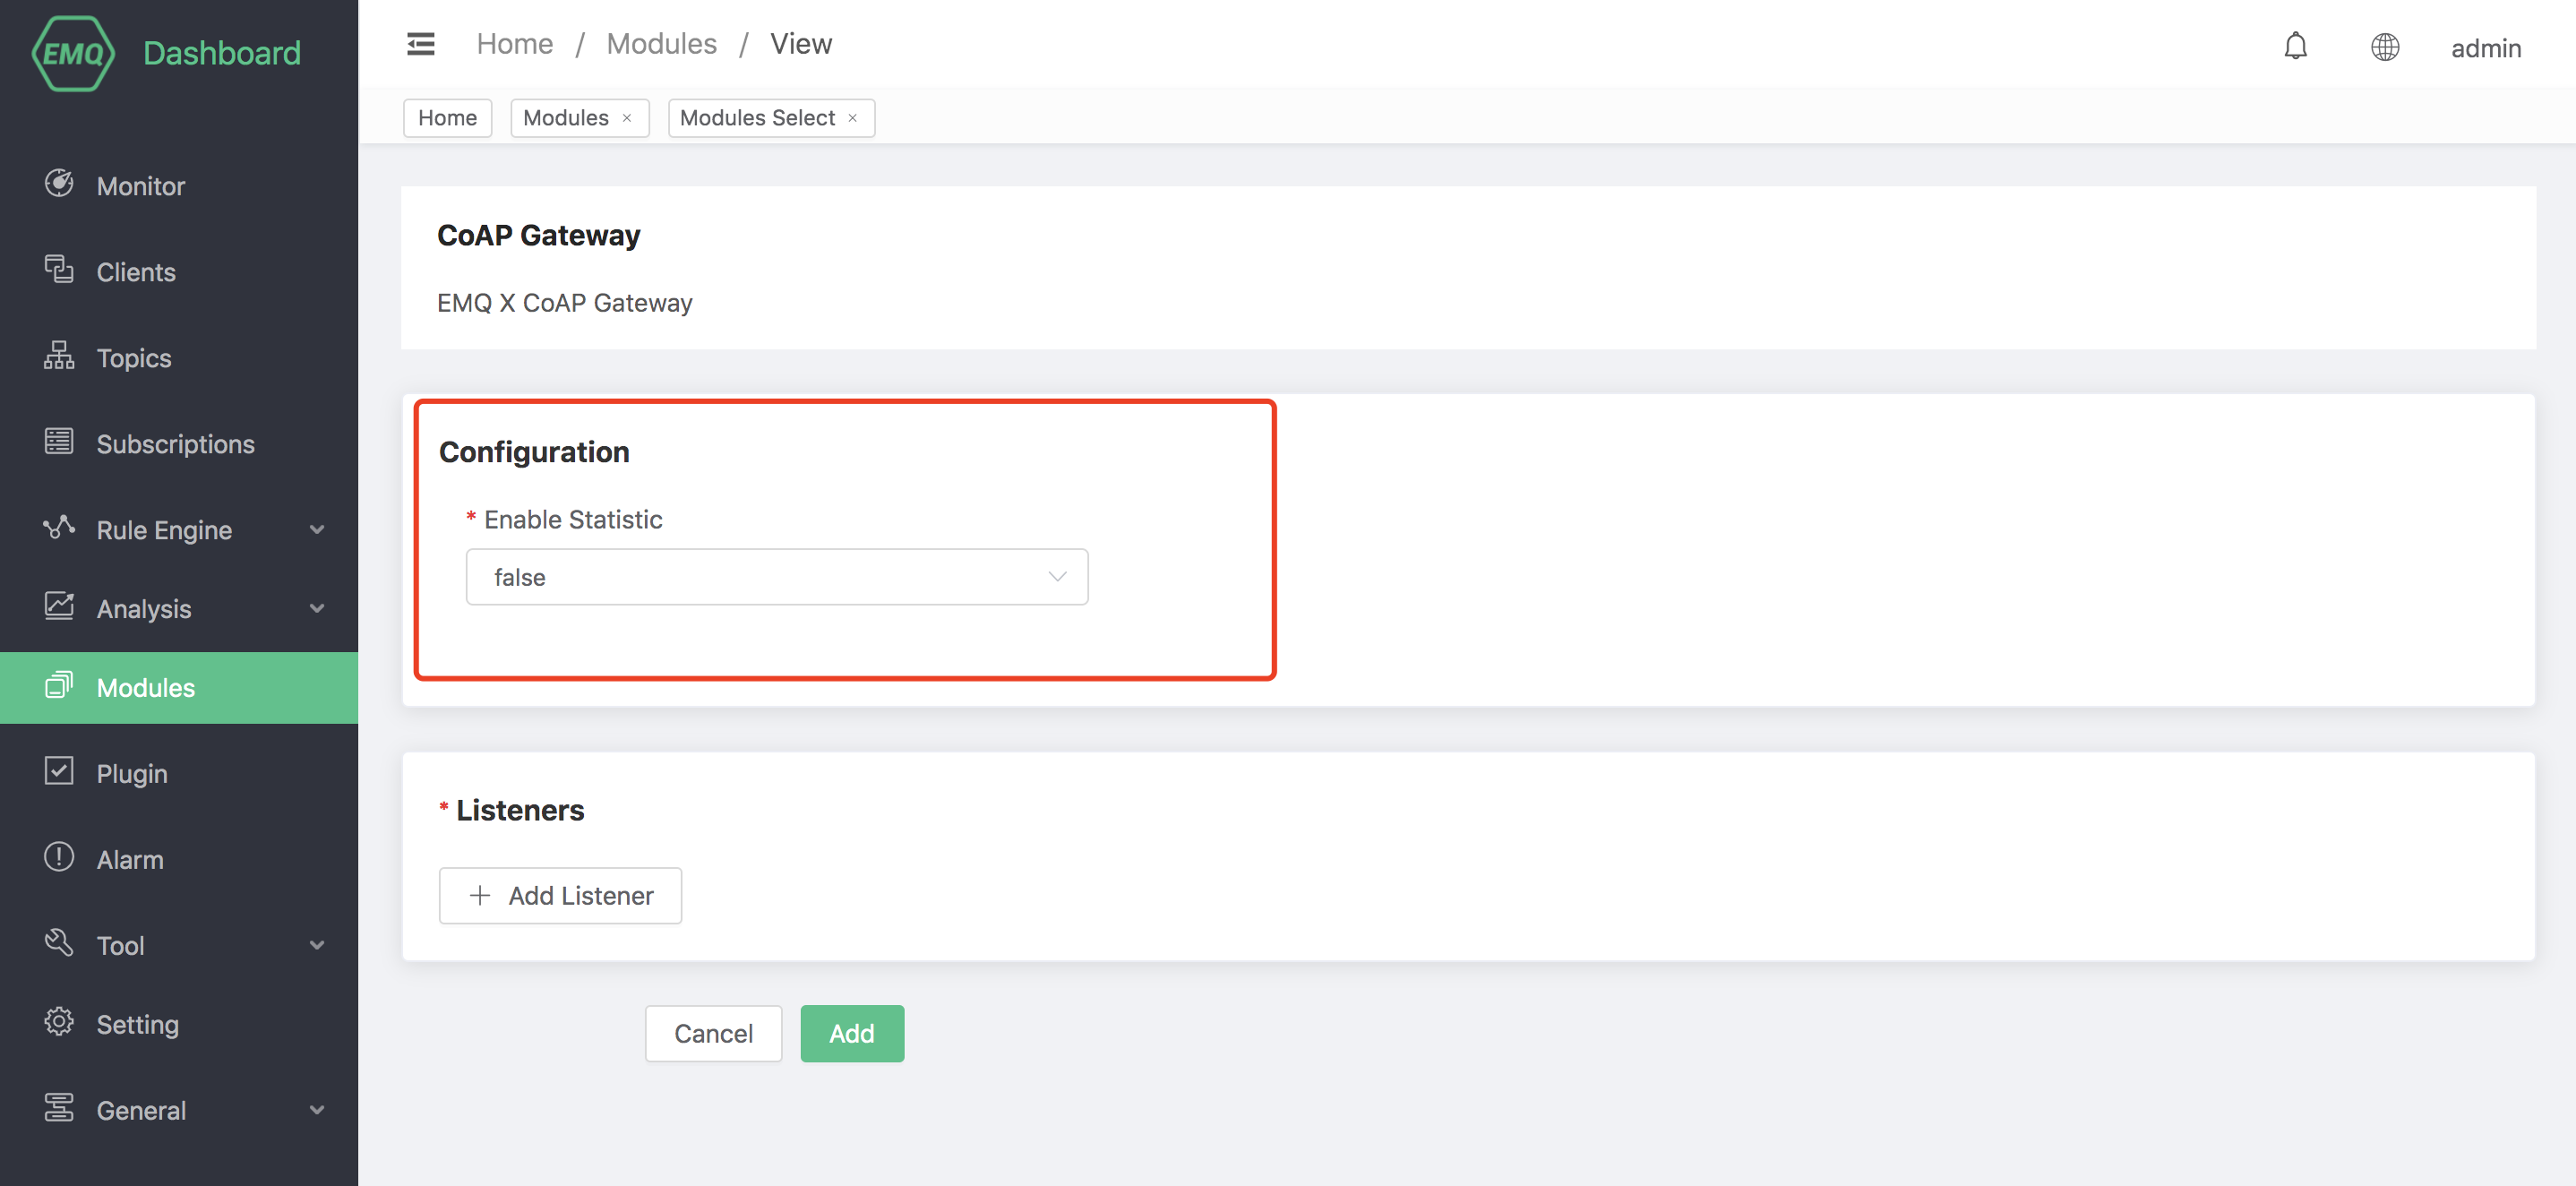 EMQ Dashboard
Home / Modules / View
admin
Home
Modules ×
Modules Select ×
Monitor
Clients
Topics
Subscriptions
Rule Engine
Analysis
Modules
Plugin
Alarm
Tool
Setting
General
CoAP Gateway
EMQ X CoAP Gateway
Configuration
* Enable Statistic
false
* Listeners
+ Add Listener
Cancel
Add